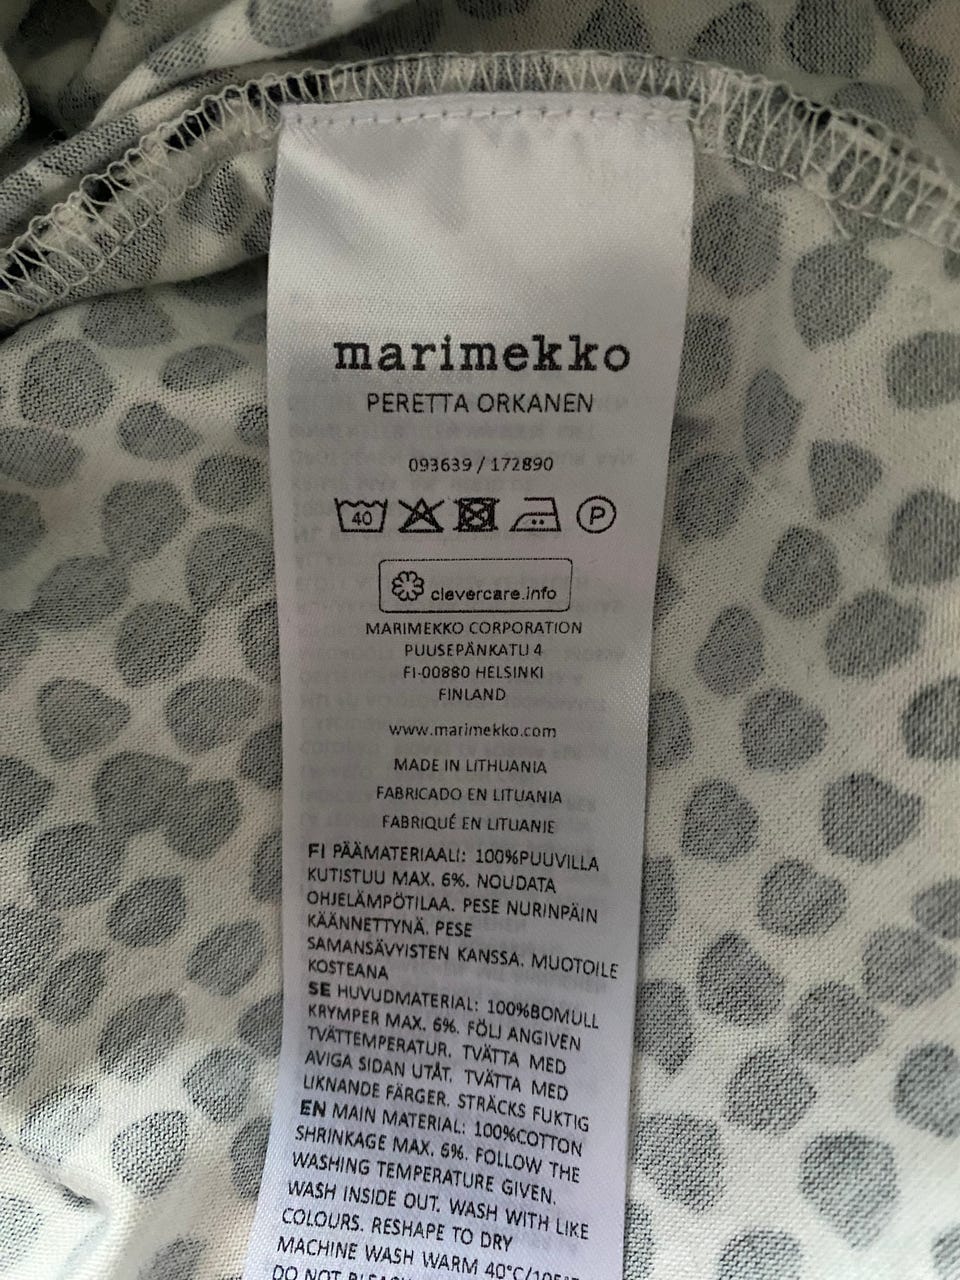 marimekko
PERETTA ORKANEN
093639 / 172890
40 P
clevercare.info
MARIMEKKO CORPORATION
PUUSEPÄNKATU 4
FI-00880 HELSINKI
FINLAND
www.marimekko.com
MADE IN LITHUANIA
FABRICADO EN LITUANIA
FABRIQUÉ EN LITUANIE
FI PÄÄMATERIAALI: 100%PUUVILLA
KUTISTUU MAX. 6%. NOUDATA
OHJELÄMPÖTILAA. PESE NURINPÄIN
KÄÄNNETTYNÄ. PESE
SAMANSÄVYISTEN KANSSA. MUOTOILE
KOSTEANA
SE HUVUDMATERIAL: 100%BOMULL
KRYMPER MAX. 6%. FÖLJ ANGIVEN
TVÄTTEMPERATUR. TVÄTTA MED
AVIGA SIDAN UTÅT. TVÄTTA MED
LIKNANDE FÄRGER. STRÄCKS FUKTIG
EN MAIN MATERIAL: 100%COTTON
SHRINKAGE MAX. 6%. FOLLOW THE
WASHING TEMPERATURE GIVEN.
WASH INSIDE OUT. WASH WITH LIKE
COLOURS. RESHAPE TO DRY
MACHINE WASH WARM 40°C/105°F
DO NOT